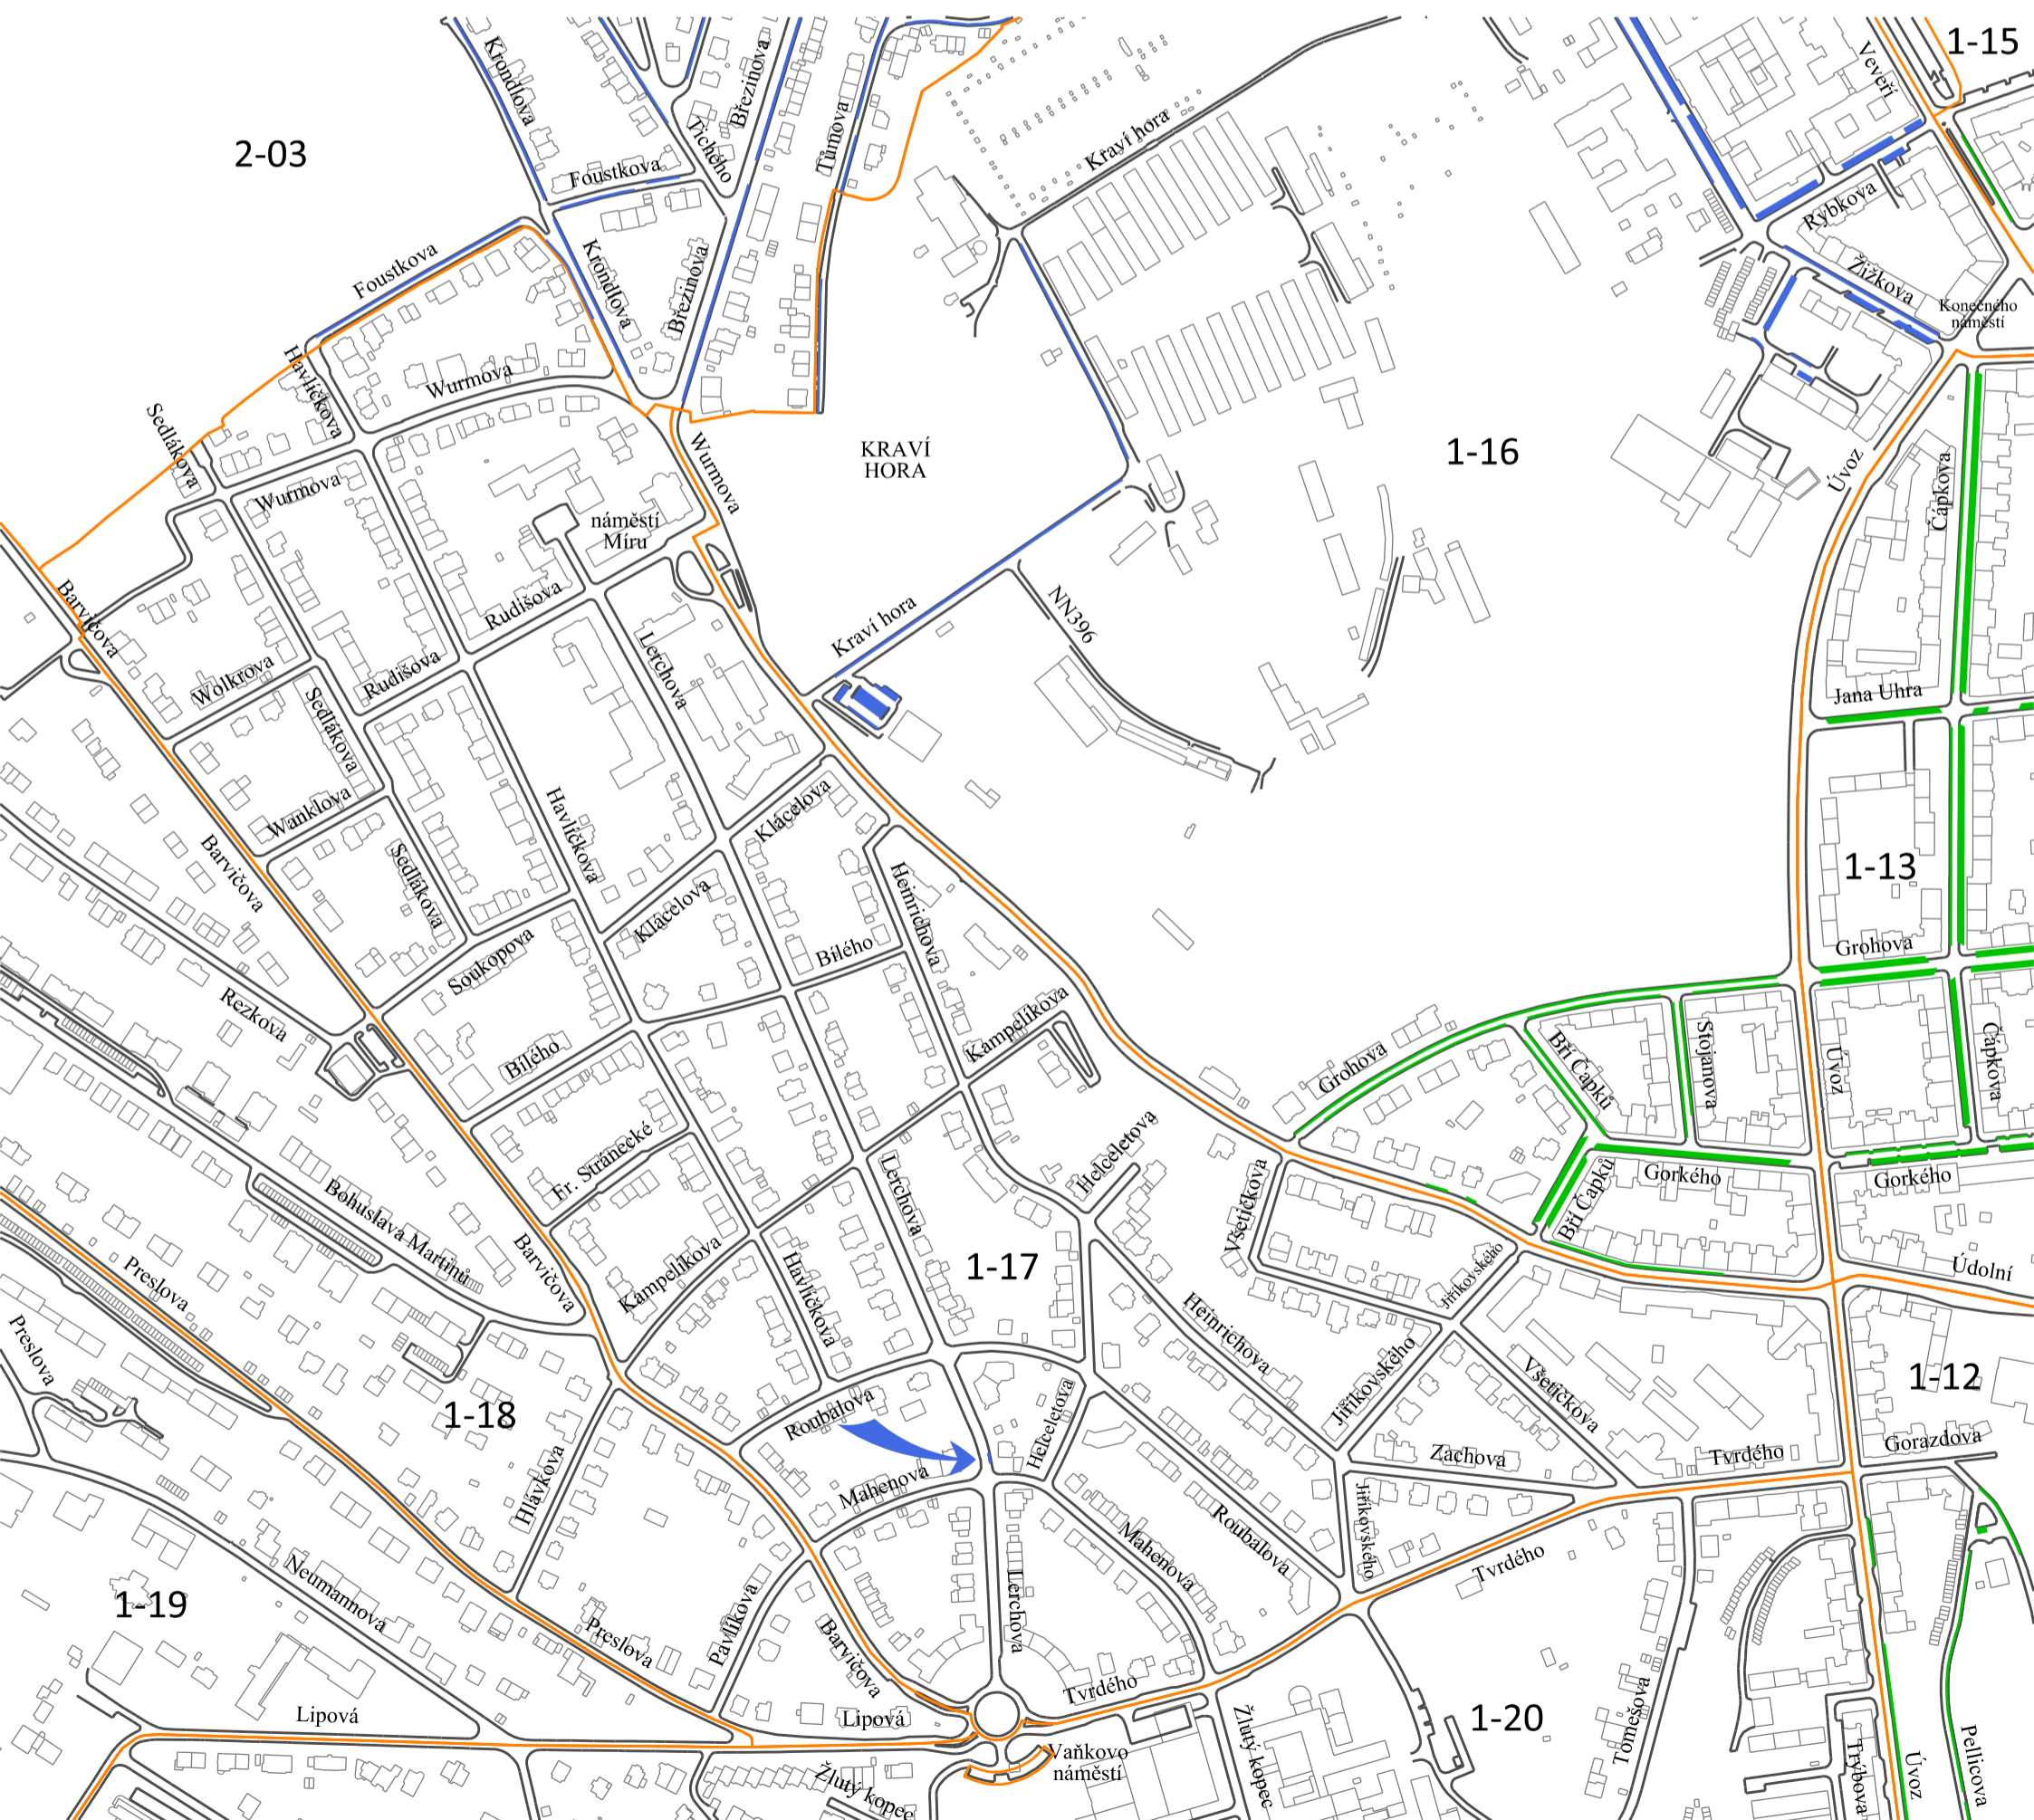 1-15
Veveří
Krondlova
Březinova
Tichého
Tůmova
2-03
Kraví hora
Foustkova
Rybkova
Foustkova
Krondlova
Březinova
Žižkova
Konečného
náměstí
Havlíčkova
Wurmova
Sedlákova
Wurmova
Wurmova
KRAVÍ
HORA
1-16
Úvoz
Čápkova
náměstí
Míru
Barvičova
Rudišova
Kraví hora
NN396
Lerchova
Wolkrova
Rudišova
Sedlákova
Jana Uhra
Wanklova
Havlíčkova
Klácelova
Barvičova
Sedlákova
Klácelova
Heinrichova
1-13
Grohova
Bílého
Soukopova
Rezkova
Kampelíkova
Bílého
Grohova
Bří Čapků
Stojanova
Úvoz
Čápkova
Fr. Stránecké
Helceletova
Všetičkova
Bří Čapků
Gorkého
Gorkého
Lerchova
Bohuslava Martinů
Barvičova
Kampelíkova
Havlíčkova
1-17
Jiříkovského
Údolní
Preslova
Preslova
Heinrichova
Jiříkovského
Všetičkova
1-12
1-18
Roubalova
Helceletova
Zachova
Tvrdého
Gorazdova
Hlávkova
Mahenova
Jiříkovského
Roubalova
Mahenova
Tvrdého
1-19
Neumannova
Lerchova
Preslova
Pavlíkova
Barvičova
Tvrdého
Lipová
Lipová
1-20
Tomešova
Žlutý kopec
Vaňkovo
náměstí
Žlutý kopec
Trýbova
Úvoz
Pellicova